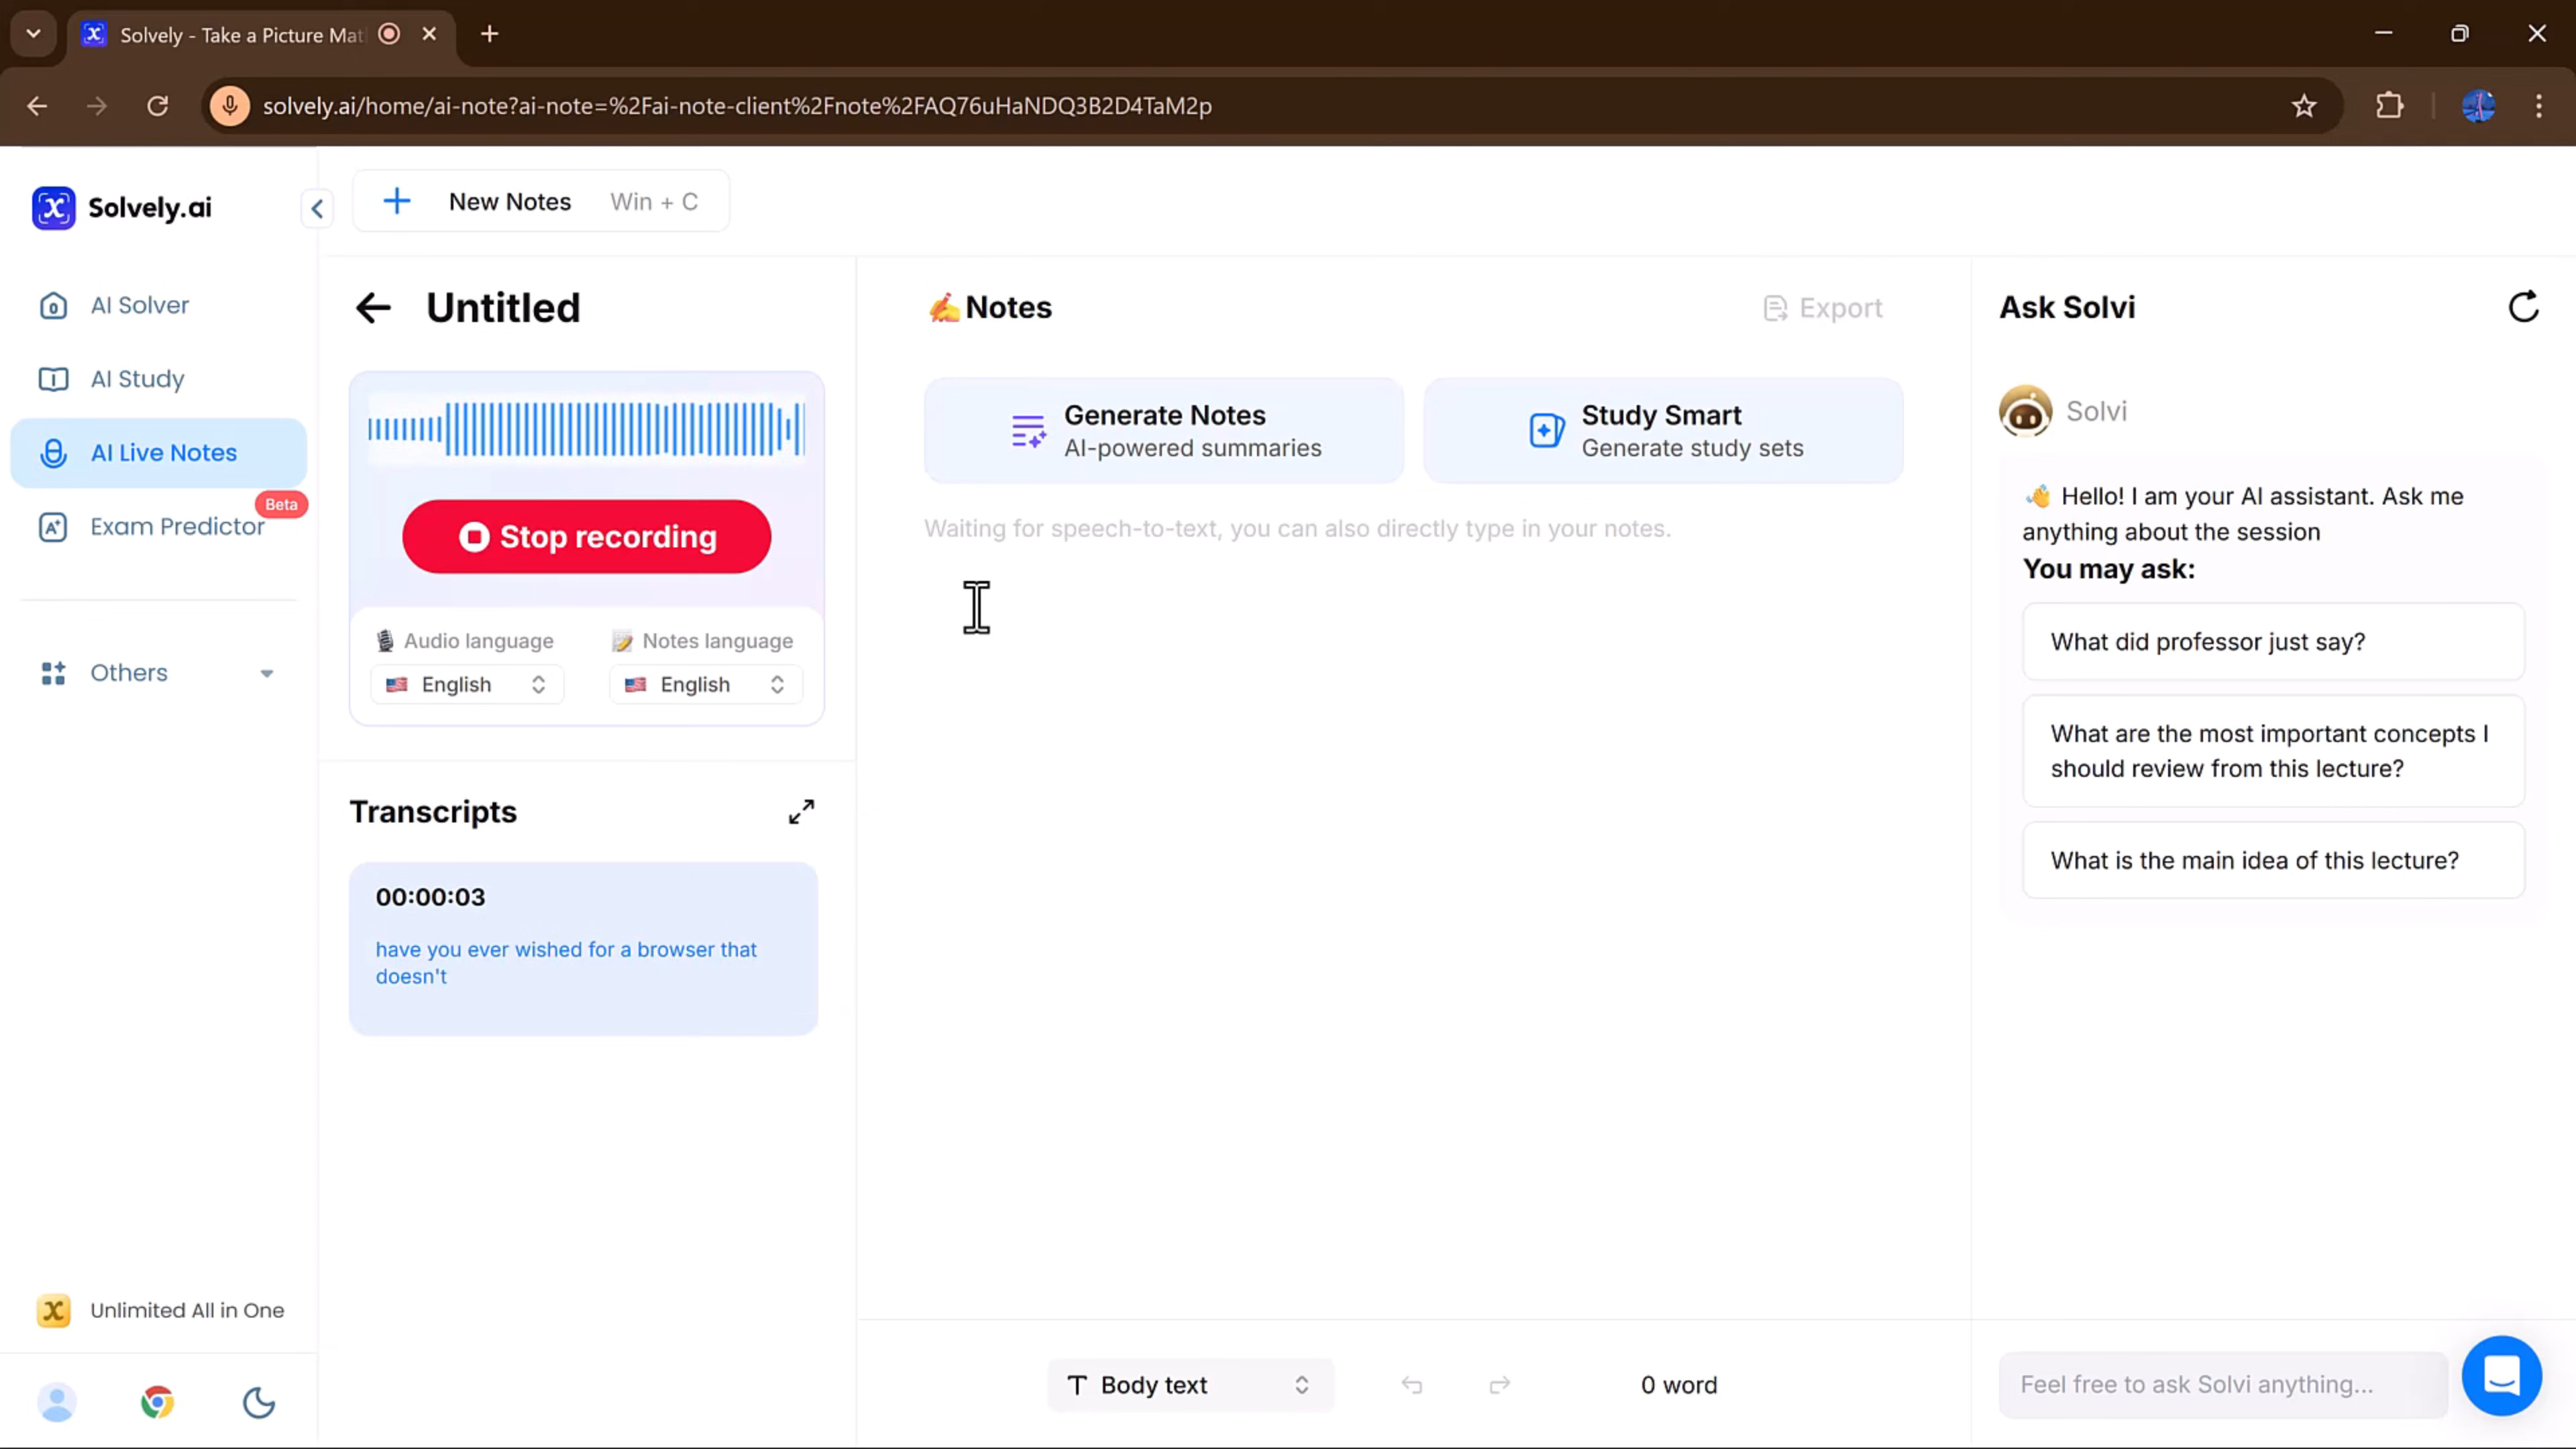 Solvely - Take a Picture Mat
solvely.ai/home/ai-note?ai-note=%2Fai-note-client%2Fnote%2FAQ76uHaNDQ3B2D4TaM2p
Solvely.ai
AI Solver
AI Study
AI Live Notes
Beta
Exam Predictor
Others
Unlimited All in One
New Notes Win + C
Untitled
Stop recording
Audio language Notes language
English English
Transcripts
00:00:03
have you ever wished for a browser that
doesn't
Notes
Export
Generate Notes
AI-powered summaries
Study Smart
Generate study sets
Waiting for speech-to-text, you can also directly type in your notes.
Body text
0 word
Ask Solvi
Solvi
Hello! I am your AI assistant. Ask me
anything about the session
You may ask:
What did professor just say?
What are the most important concepts I
should review from this lecture?
What is the main idea of this lecture?
Feel free to ask Solvi anything...